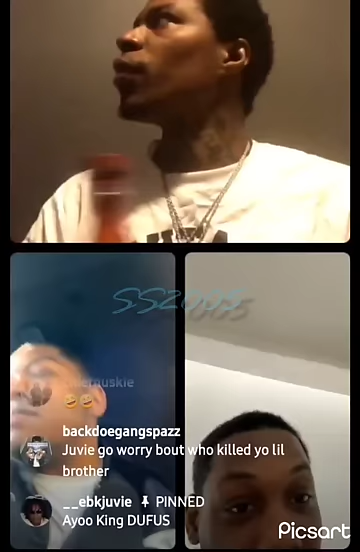 SS2005
🤣🤣
backdoegangspazz
Juvie go worry bout who killed yo lil
brother
__ebkjuvie 📌 PINNED
Ayoo King DUFUS
Picsart